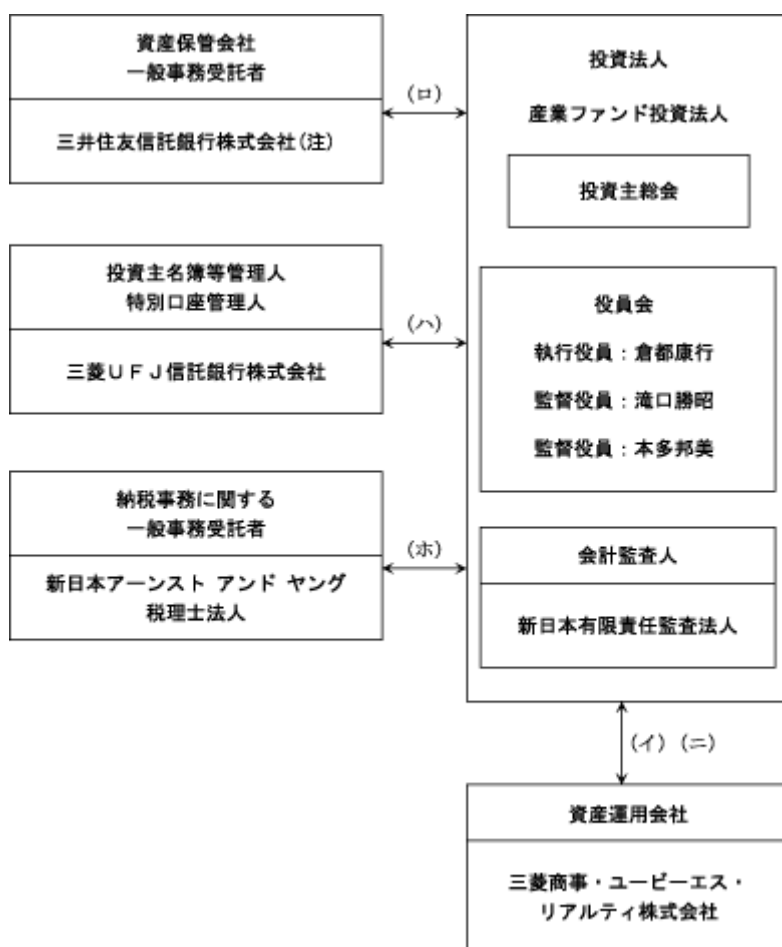 資産保管会社
一般事務受託者
三井住友信託銀行株式会社(注)
(ロ)
投資法人
産業ファンド投資法人
投資主総会
投資主名簿等管理人
特別口座管理人
三菱UFJ信託銀行株式会社
(ハ)
役員会
執行役員:倉都康行
監督役員:滝口勝昭
監督役員:本多邦美
納税事務に関する
一般事務受託者
新日本アーンスト アンド ヤング
税理士法人
(ホ)
会計監査人
新日本有限責任監査法人
(イ) (ニ)
資産運用会社
三菱商事・ユービーエス・
リアルティ株式会社